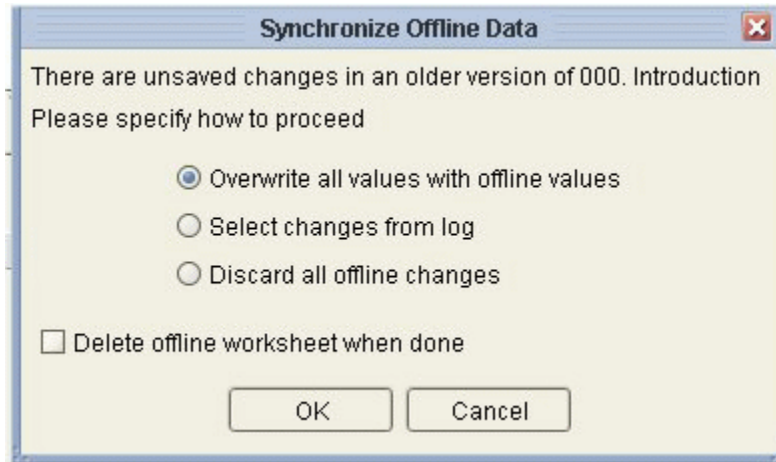 Synchronize Offline Data
There are unsaved changes in an older version of 000. Introduction
Please specify how to proceed
Overwrite all values with offline values
Select changes from log
Discard all offline changes
Delete offline worksheet when done
OK Cancel